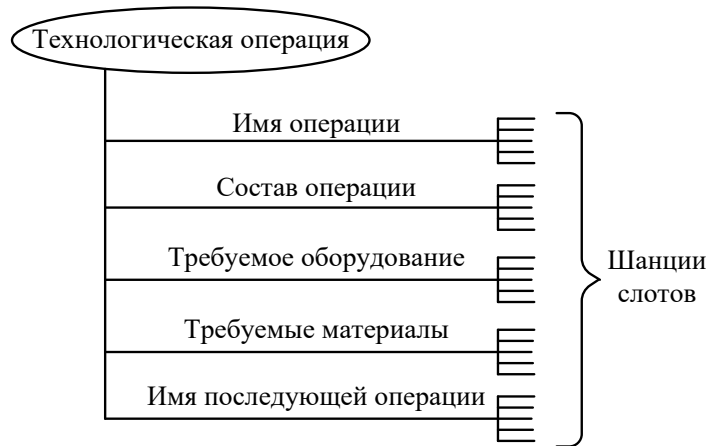 Технологическая операция
Имя операции
Состав операции
Требуемое оборудование
Требуемые материалы
Имя последующей операции
Шанции
слотов